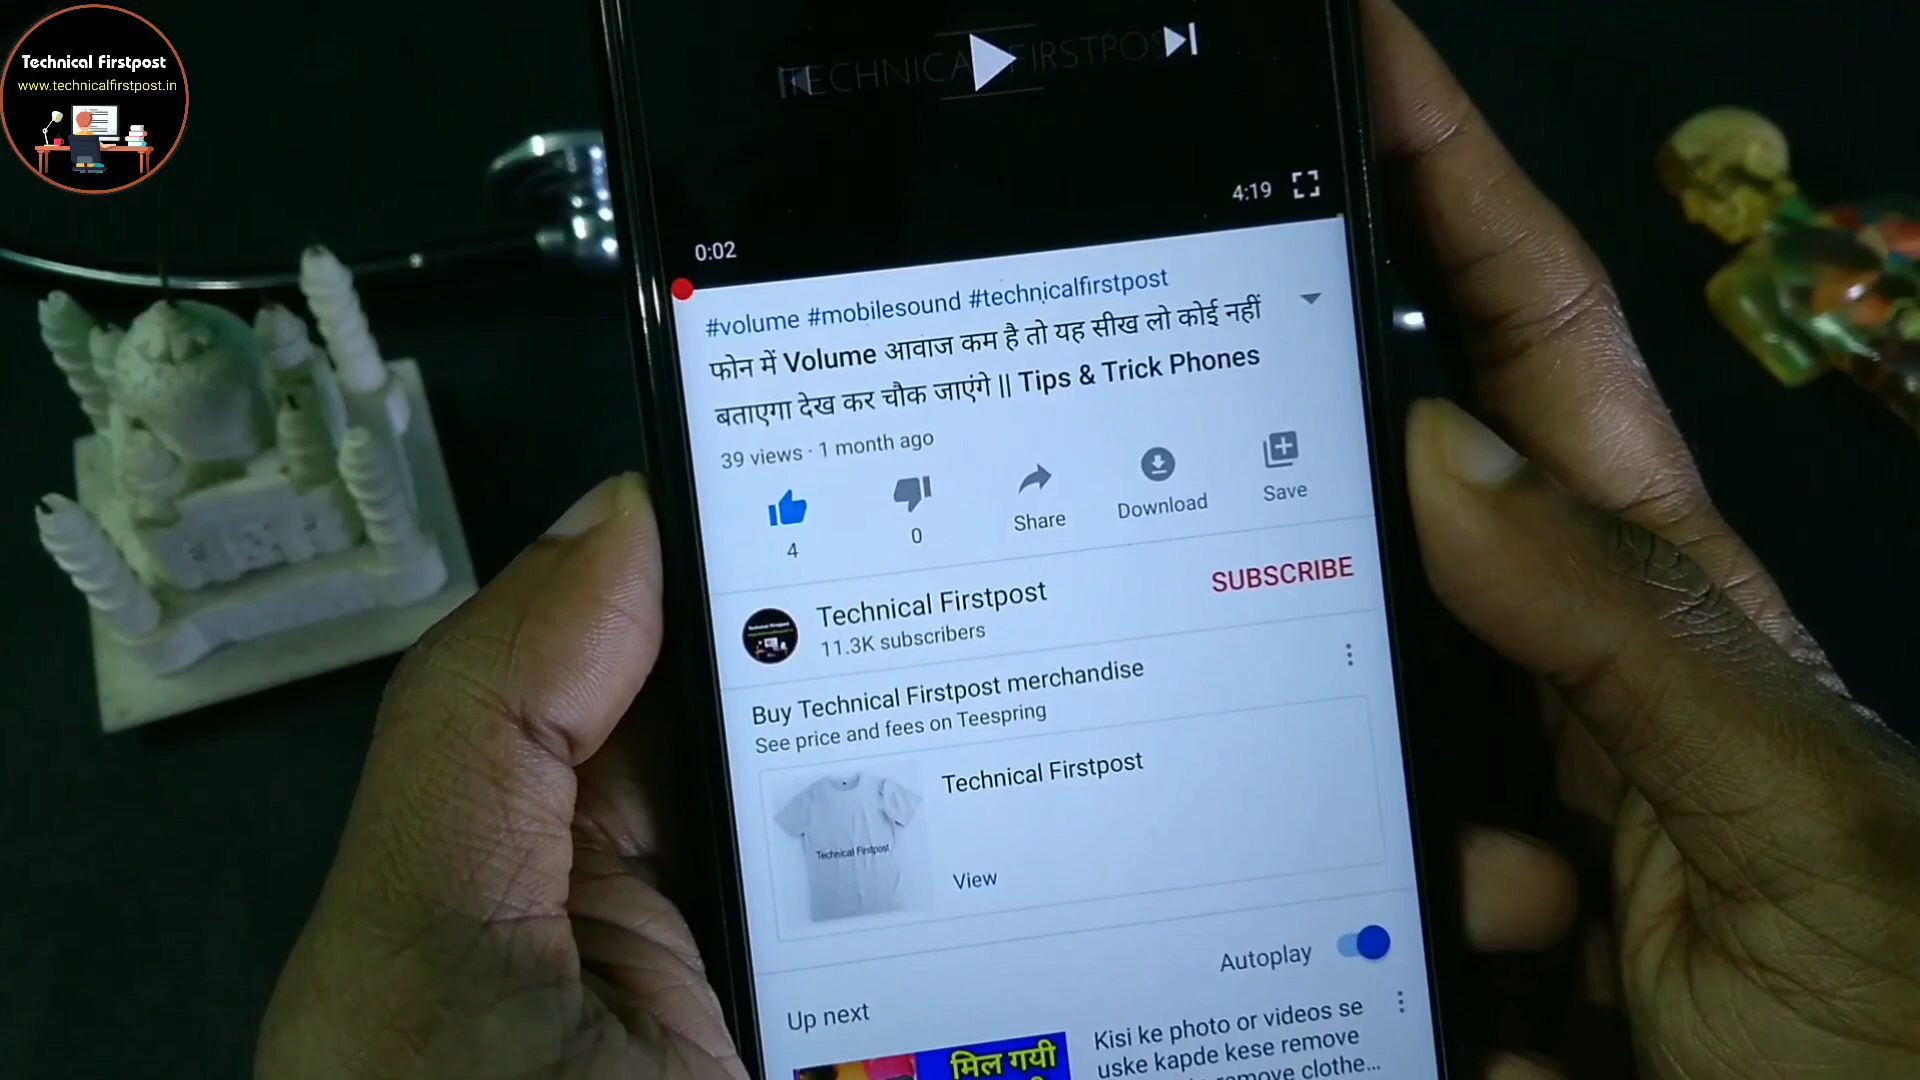 Technical Firstpost
www.technicalfirstpost.in
TECHNICAL FIRSTPOST
4:19
0:02
#volume #mobilesound #technicalfirstpost
फोन में Volume आवाज कम है तो यह सीख लो कोई नहीं
बताएगा देख कर चौक जाएंगे || Tips & Trick Phones
39 views · 1 month ago
4
0
Share
Download
Save
Technical Firstpost
11.3K subscribers
SUBSCRIBE
Buy Technical Firstpost merchandise
See price and fees on Teespring
Technical Firstpost
Technical Firstpost
View
Autoplay
Up next
मिल गयी
Kisi ke photo or videos se
uske kapde kese remove
remove clothe...